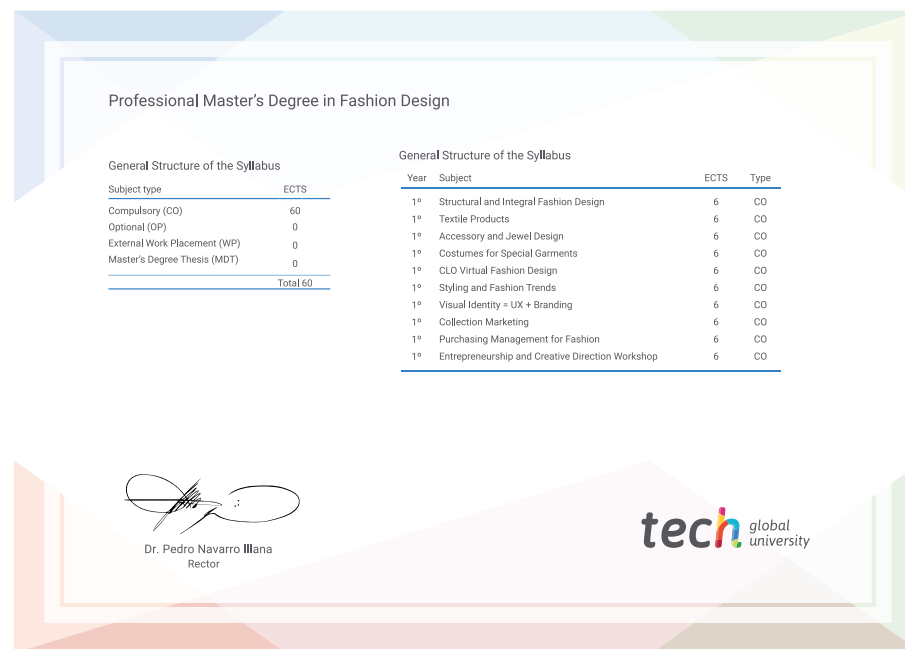 Professional Master's Degree in Fashion Design
General Structure of the Syllabus
Subject type ECTS
Compulsory (CO) 60
Optional (OP) 0
External Work Placement (WP) 0
Master's Degree Thesis (MDT) 0
Total 60
General Structure of the Syllabus
Year Subject ECTS Type
1º Structural and Integral Fashion Design 6 CO
1º Textile Products 6 CO
1º Accessory and Jewel Design 6 CO
1º Costumes for Special Garments 6 CO
1º CLO Virtual Fashion Design 6 CO
1º Styling and Fashion Trends 6 CO
1º Visual Identity = UX + Branding 6 CO
1º Collection Marketing 6 CO
1º Purchasing Management for Fashion 6 CO
1º Entrepreneurship and Creative Direction Workshop 6 CO
Dr. Pedro Navarro Illana
Rector
tech global
university